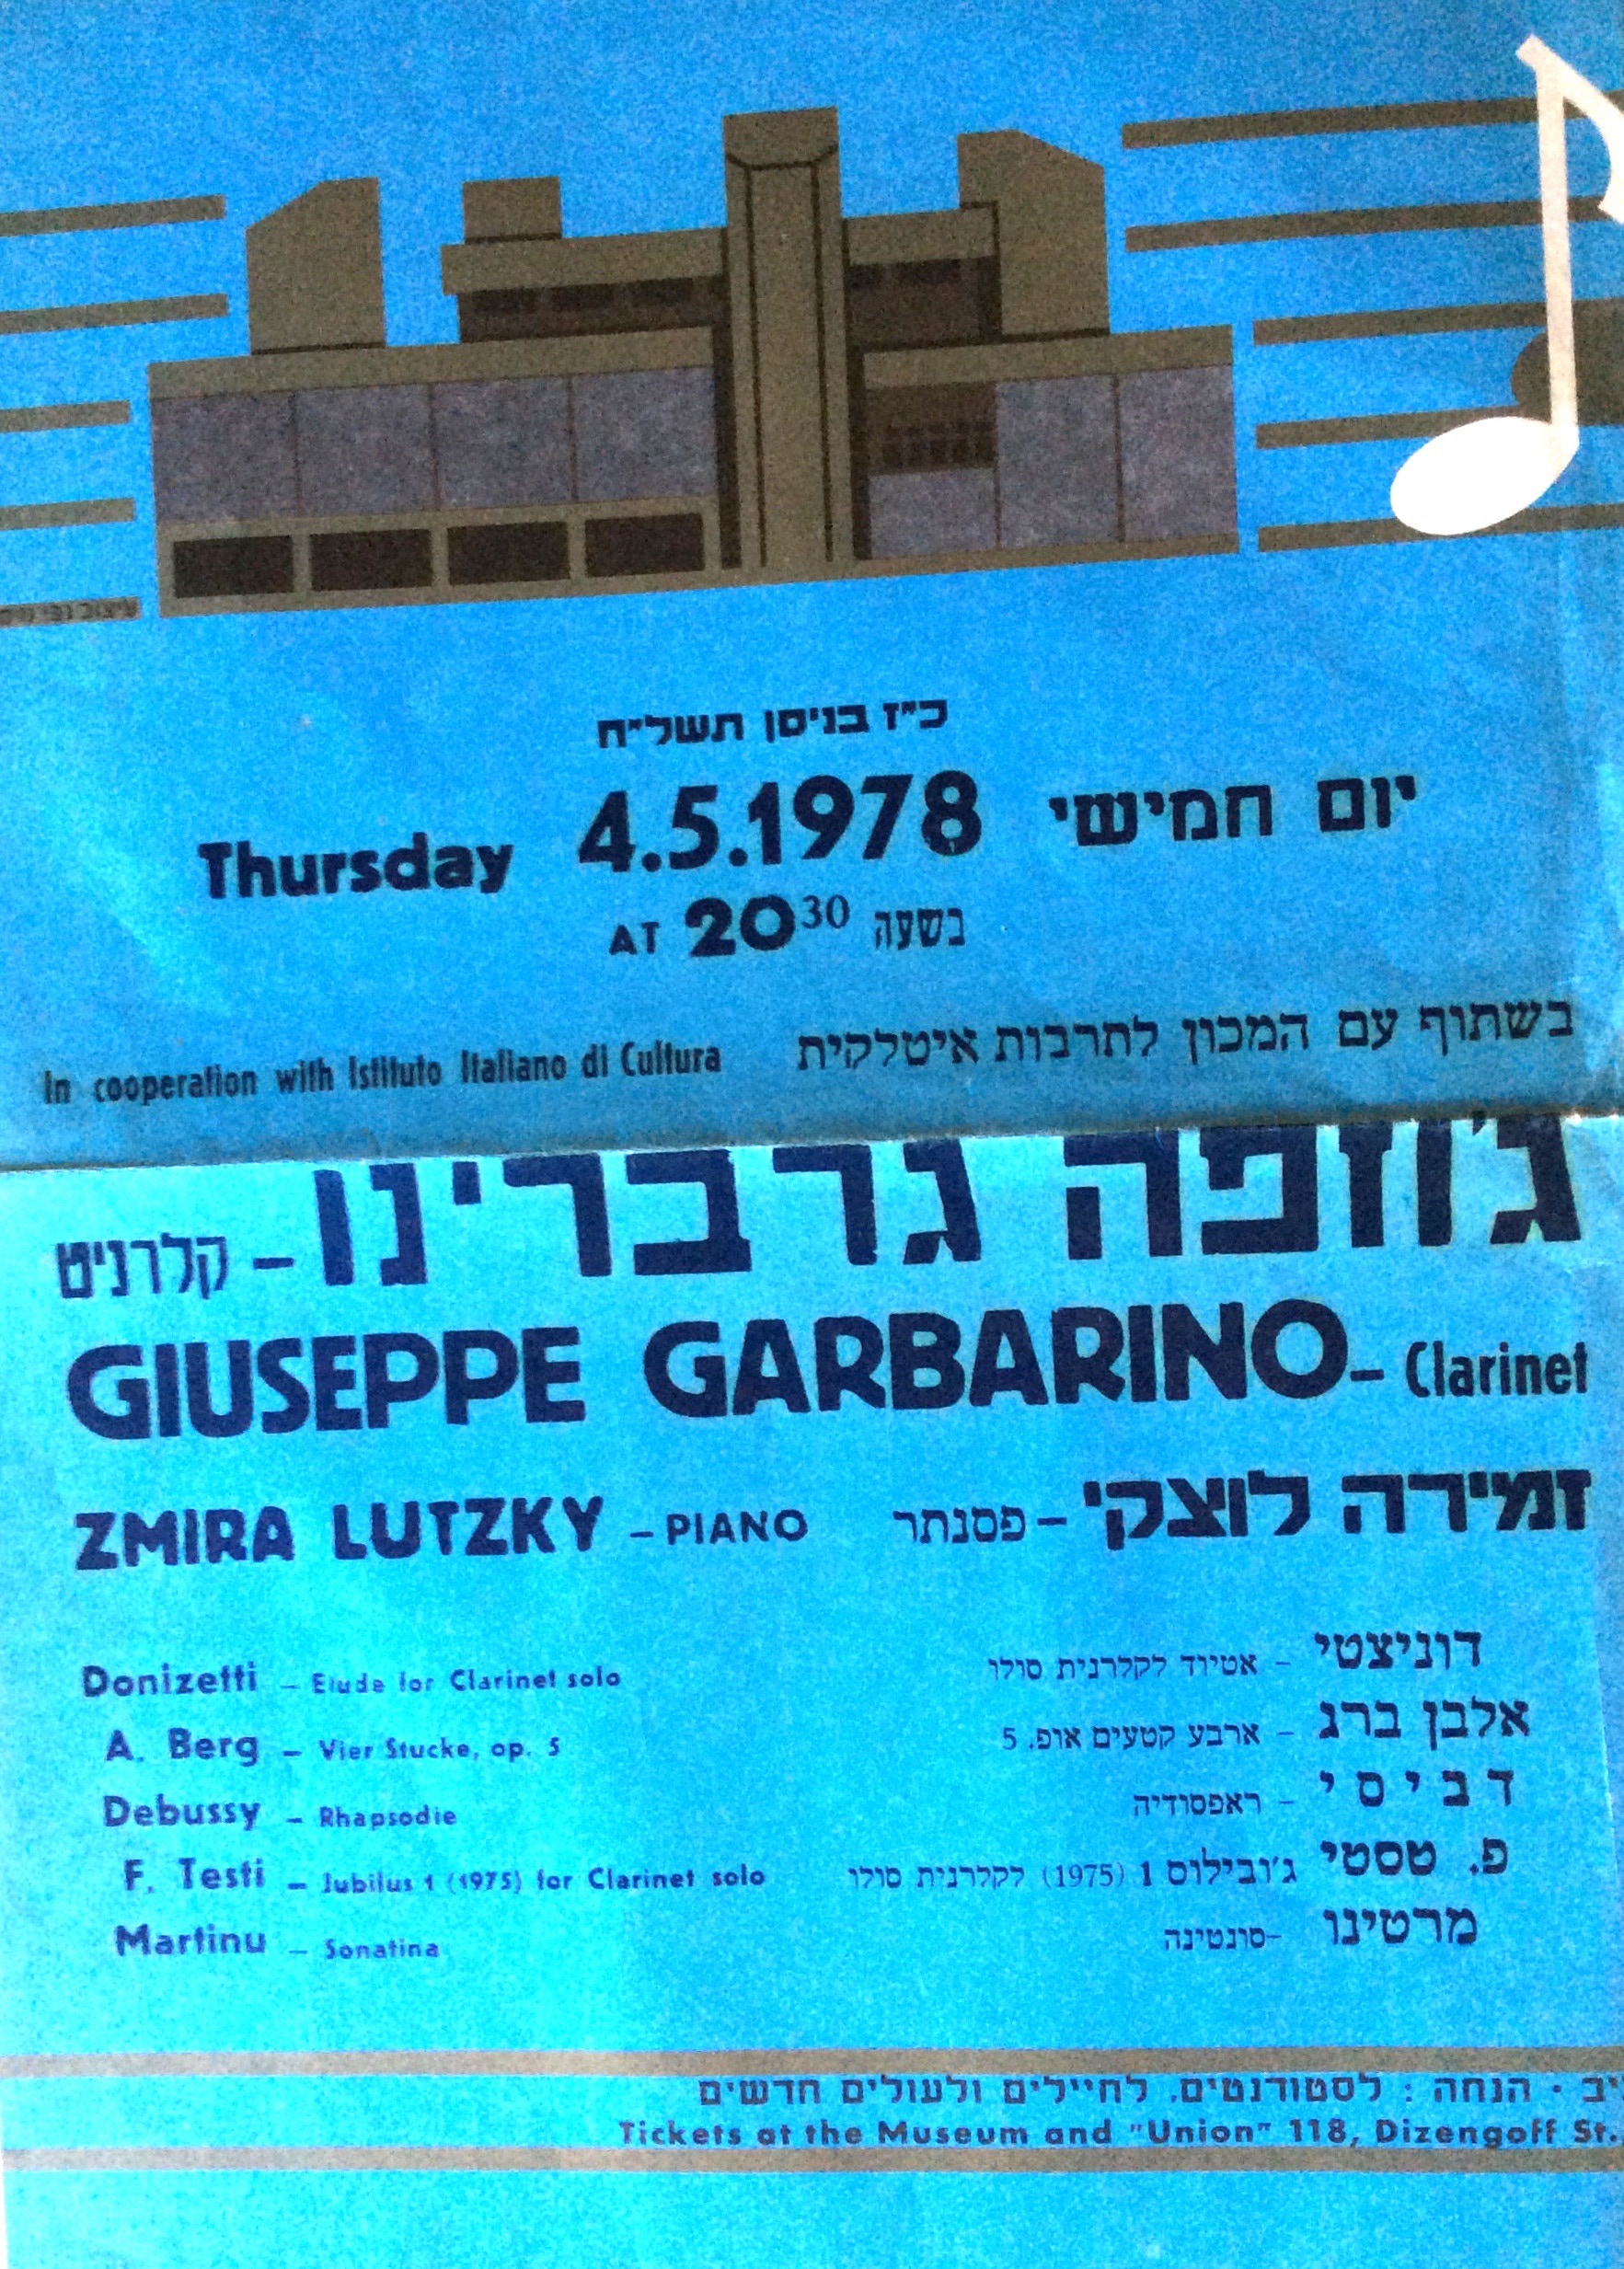 עיצוב
כ״ז בניסן תשל״ח
Thursday 4.5.1978 יום חמישי
AT 20³⁰ בשעה
In cooperation with Istituto Italiano di Cultura בשתוף עם המכון לתרבות איטלקית
ג'וזפה גרברינו – קלרניט
GIUSEPPE GARBARINO – Clarinet
ZMIRA LUTZKY – PIANO זמירה לוצקי – פסנתר
Donizetti – Etude for Clarinet solo דוניצטי – אטיוד לקלרנית סולו
A. Berg – Vier Stucke, op. 5 אלבן ברג – ארבע קטעים אופ. 5
Debussy – Rhapsodie דביסי – ראפסודיה
F. Testi – Jubilus 1 (1975) for Clarinet solo פ. טסטי ג'ובילוס 1 (1975) לקלרנית סולו
Martinu – Sonatina מרטינו –סונטינה
הנחה : לסטודנטים, לחיילים ולעולים חדשים
Tickets at the Museum and "Union" 118, Dizengoff St.